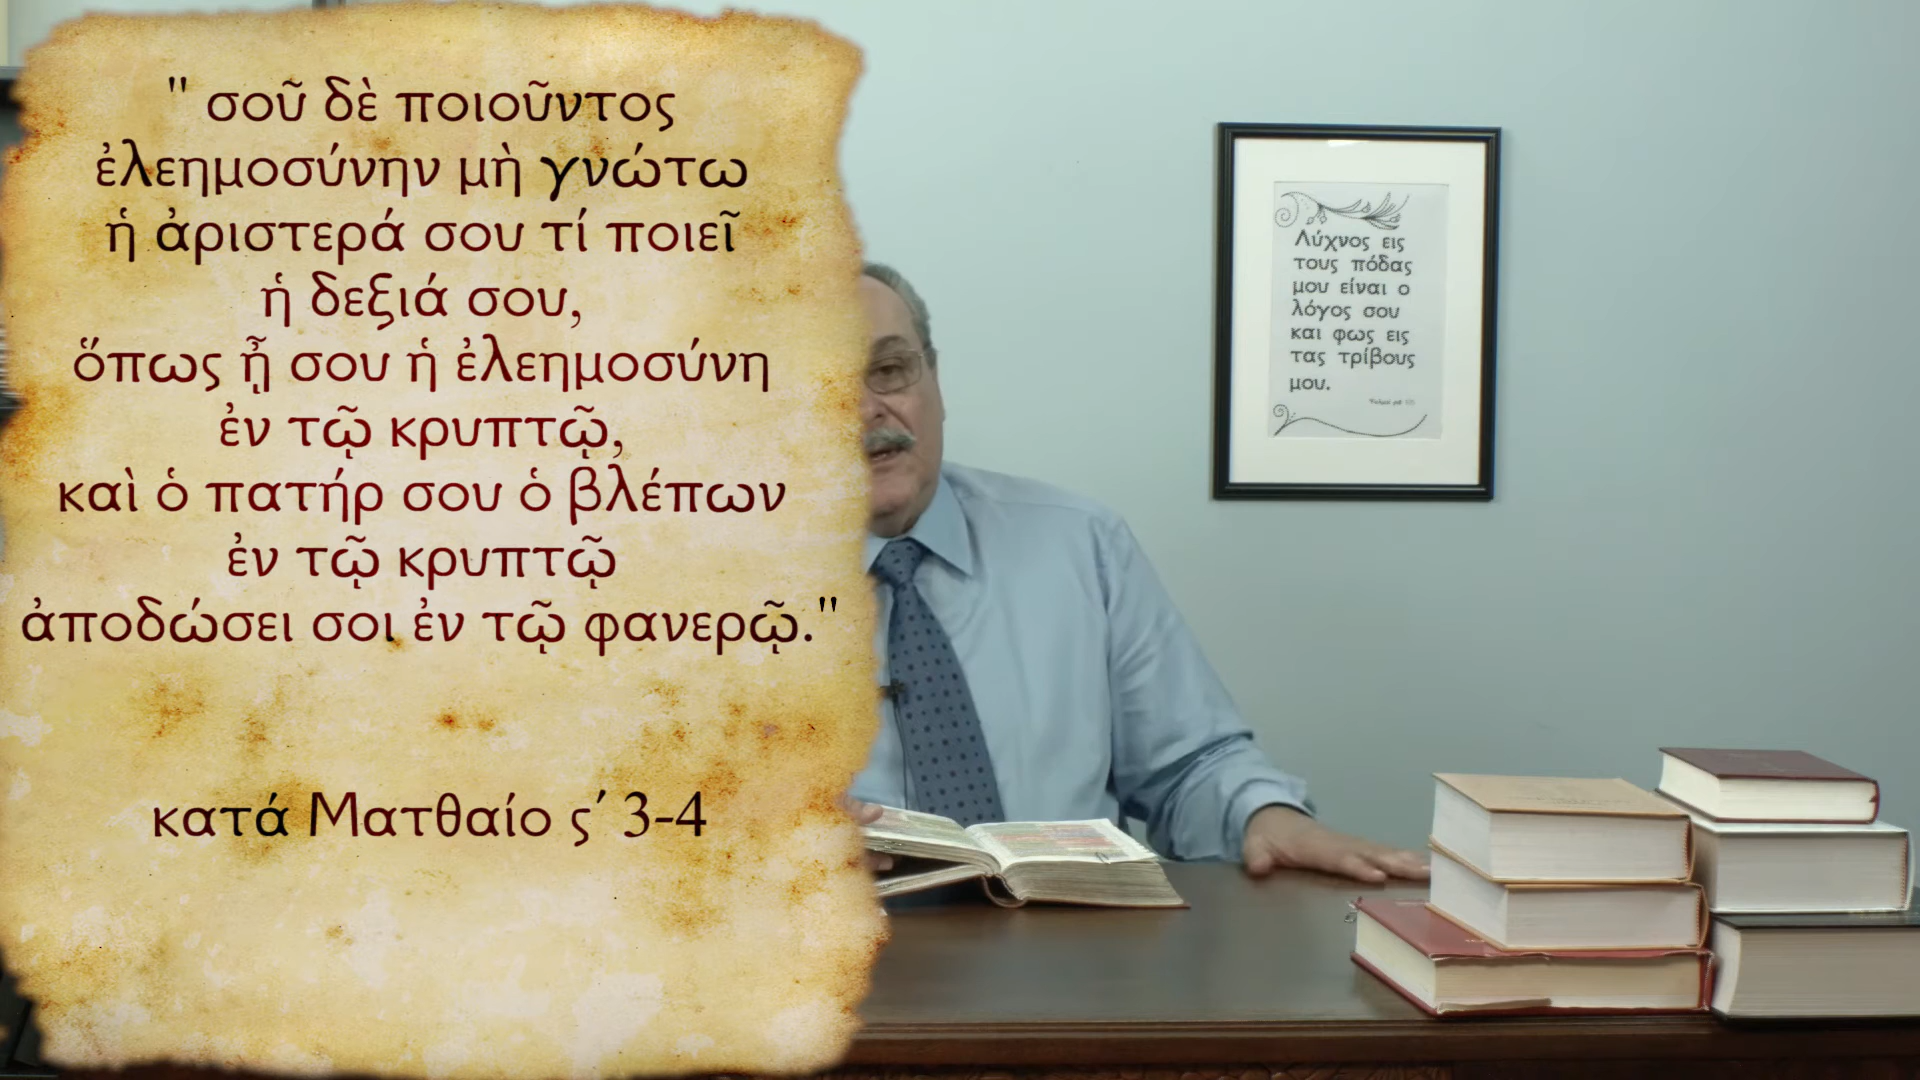 " σοῦ δὲ ποιοῦντος
ἐλεημοσύνην μὴ γνώτω
ἡ ἀριστερά σου τί ποιεῖ
ἡ δεξιά σου,
ὅπως ᾖ σου ἡ ἐλεημοσύνη
ἐν τῷ κρυπτῷ,
καὶ ὁ πατήρ σου ὁ βλέπων
ἐν τῷ κρυπτῷ
ἀποδώσει σοι ἐν τῷ φανερῷ."
κατά Ματθαίο ς΄ 3-4
Λύχνος εις
τους πόδας
μου είναι ο
λόγος σου
και φως εις
τας τρίβους
μου.